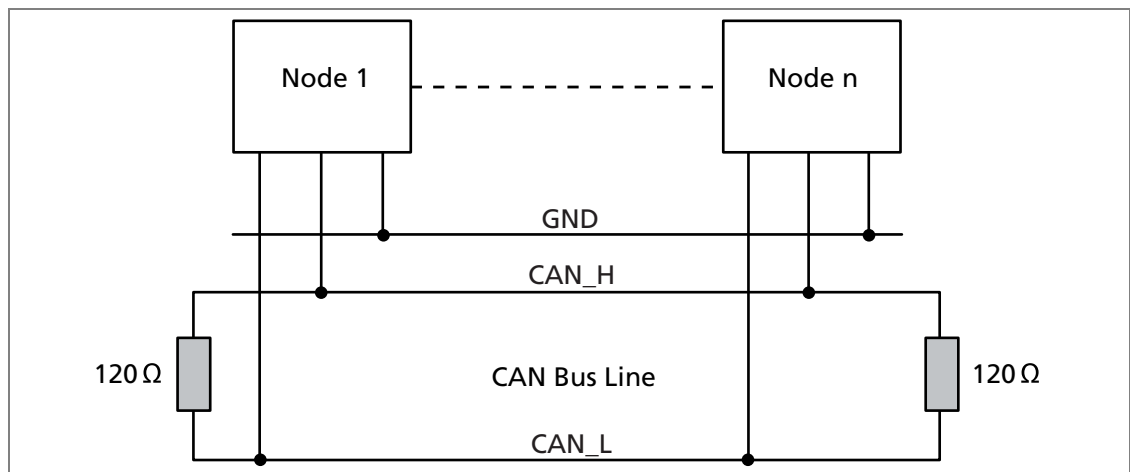 Node 1
Node n
GND
CAN_H
120 Ω
CAN Bus Line
120 Ω
CAN_L